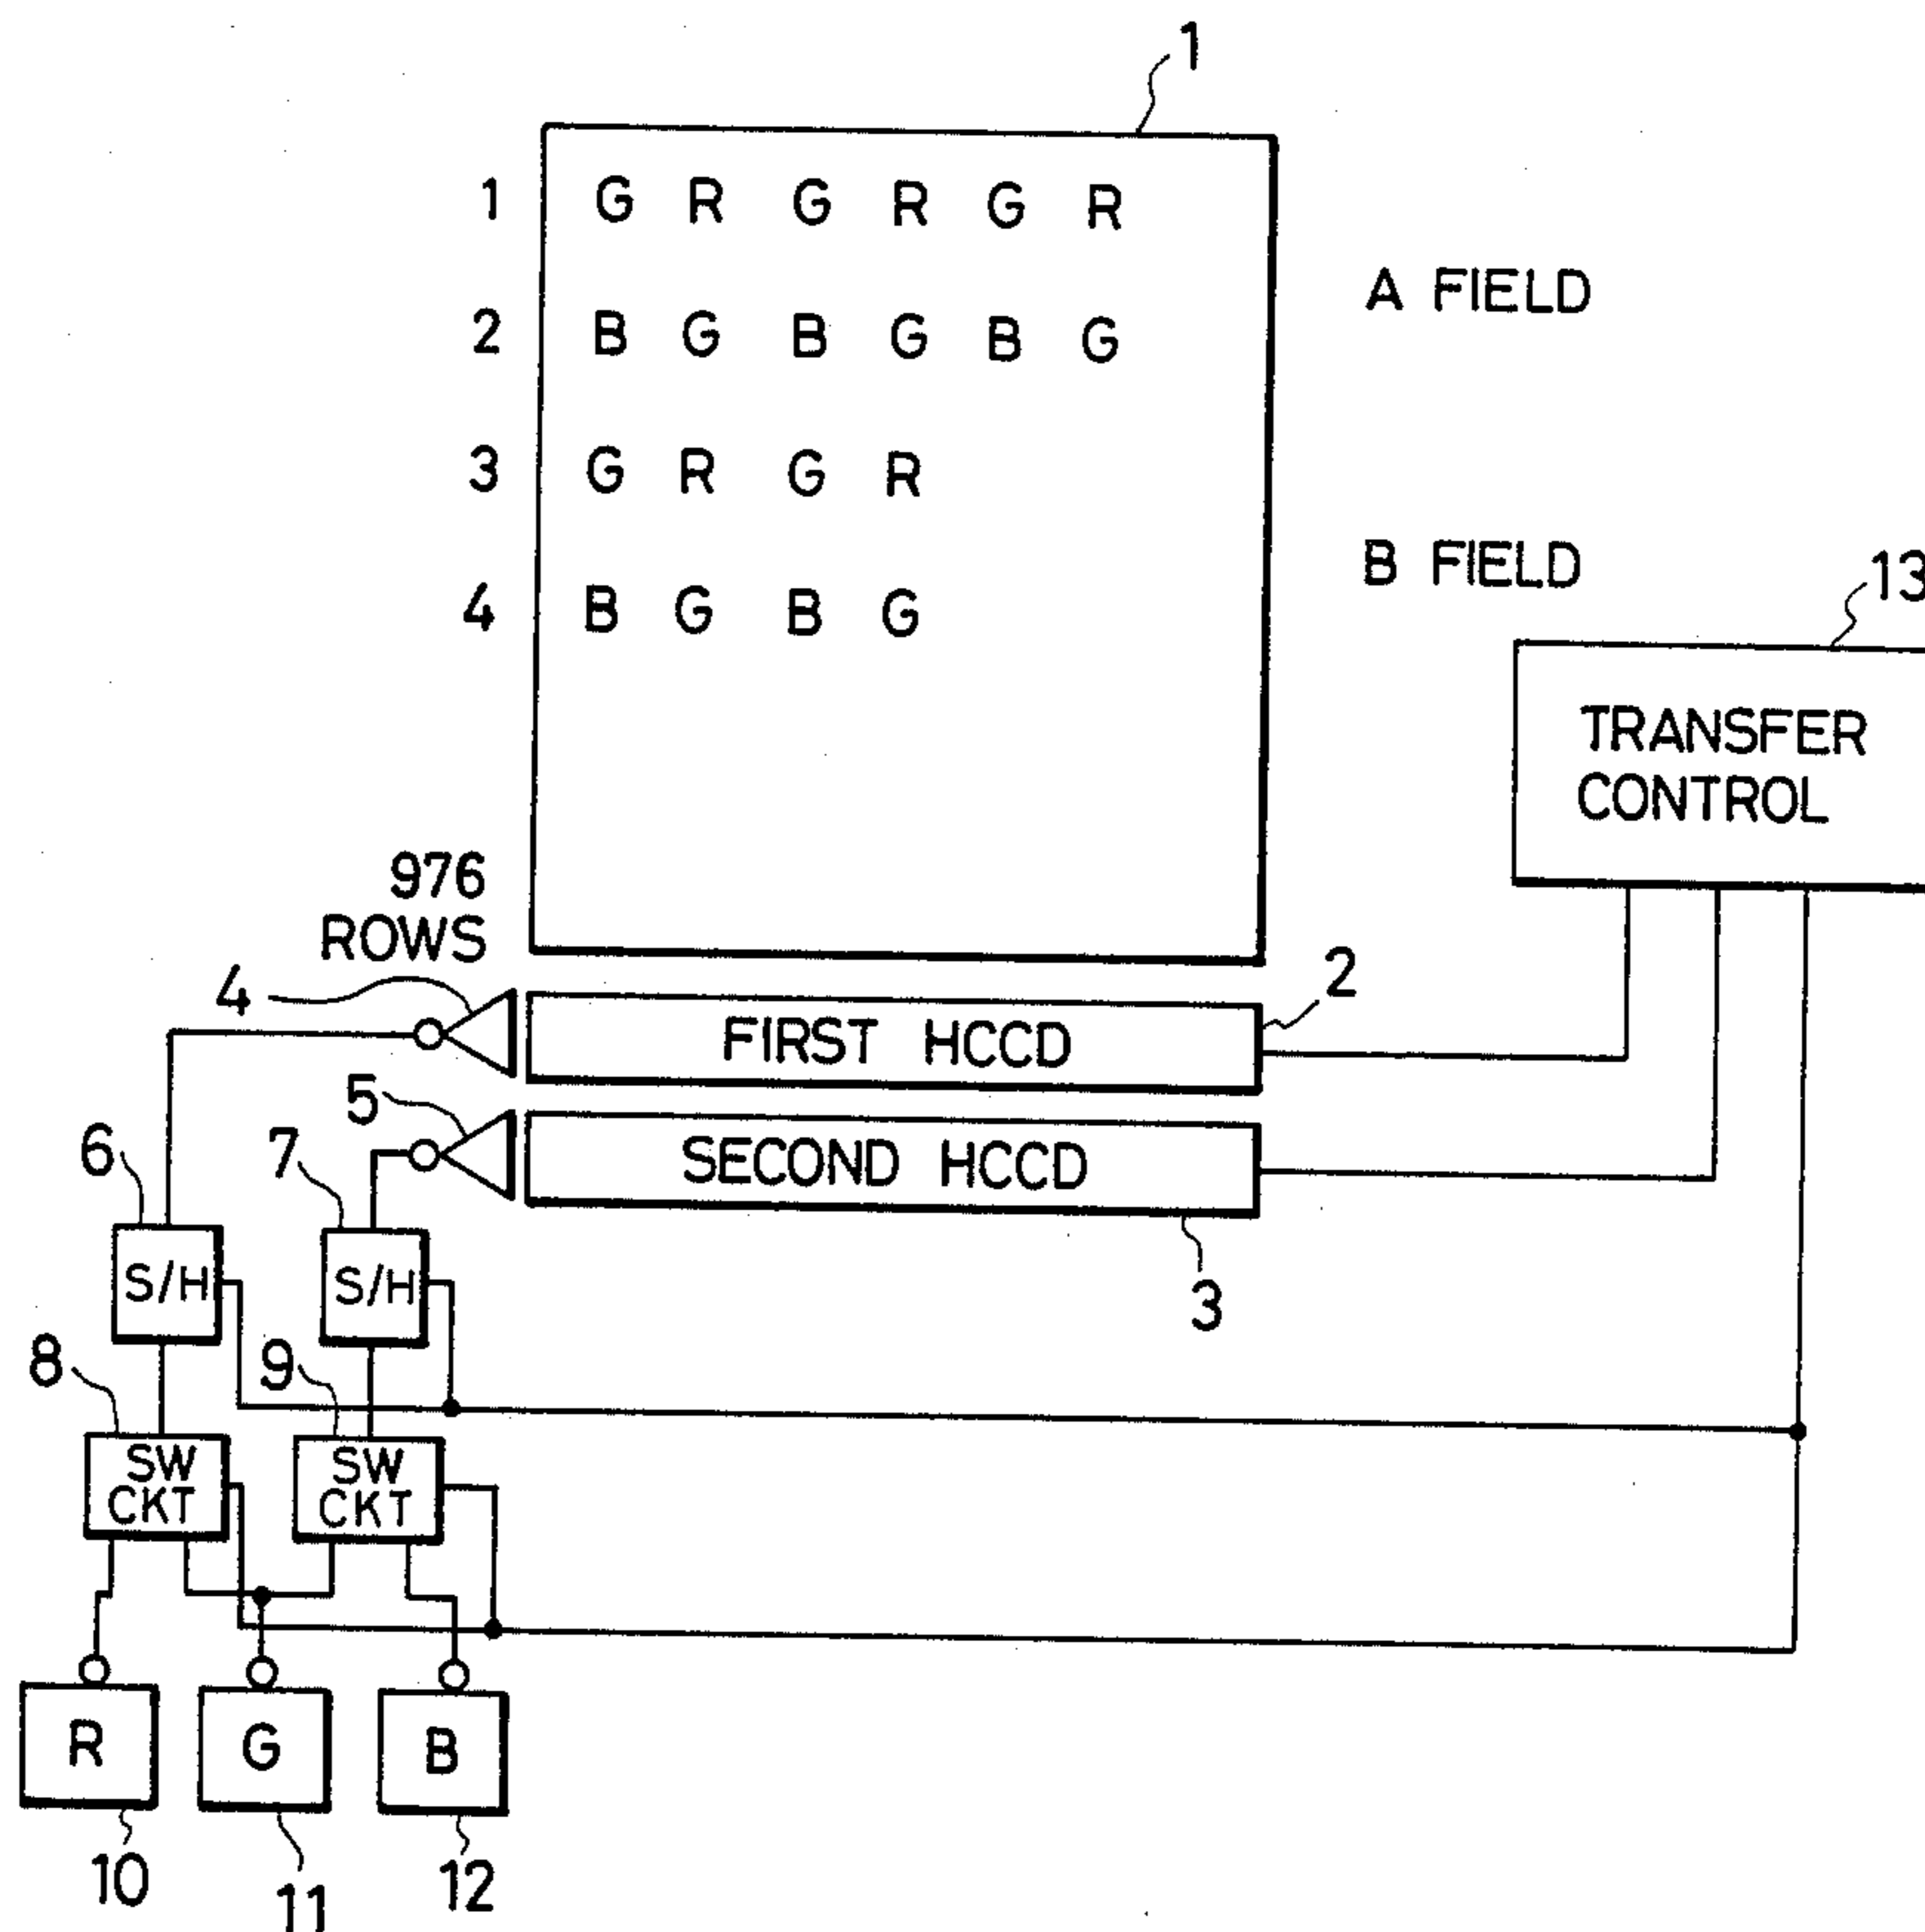 1
1 G R G R G R
A FIELD
2 B G B G B G
3 G R G R
B FIELD
13
4 B G B G
TRANSFER
CONTROL
976
ROWS
4
2
FIRST HCCD
5
6
7
SECOND HCCD
S/H
S/H
3
8
9
SW
CKT
SW
CKT
R
G
B
10
11
12